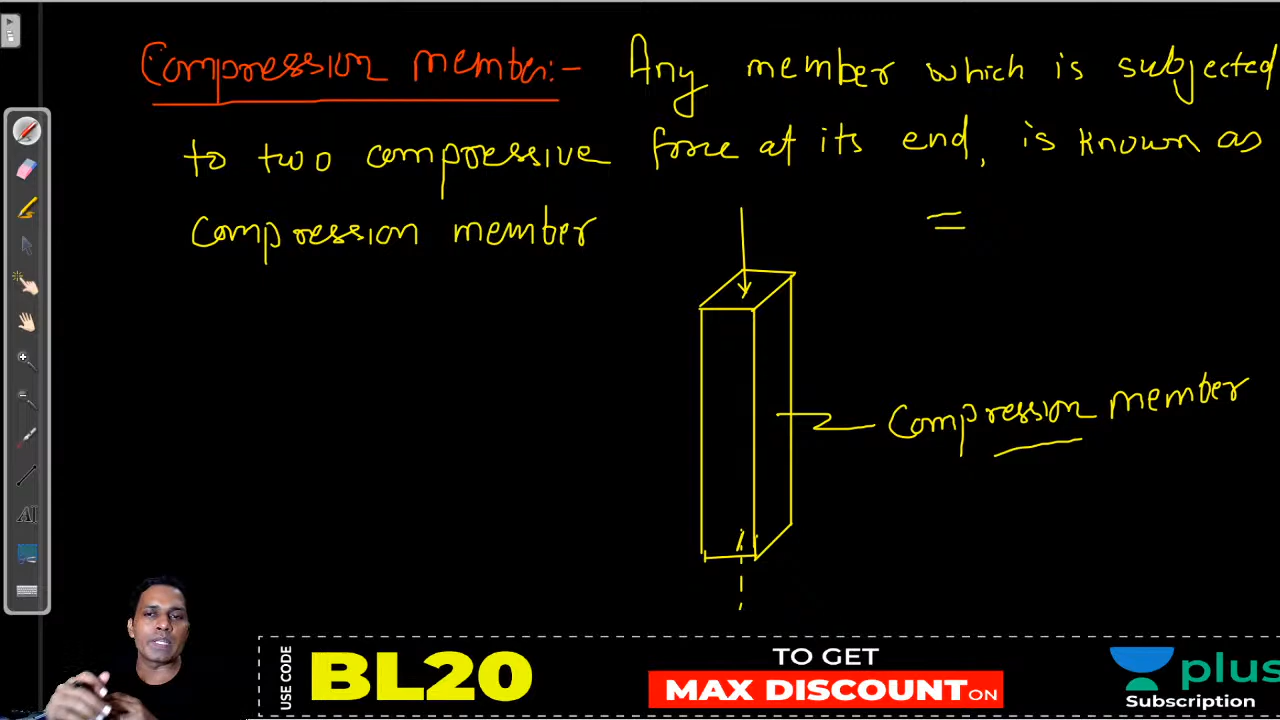 Compression member:- Any member which is subjected
to two compressive force at its end, is known as
compression member
Compression member
AI
USE CODE
BL20
TO GET
MAX DISCOUNT ON
plus
Subscription